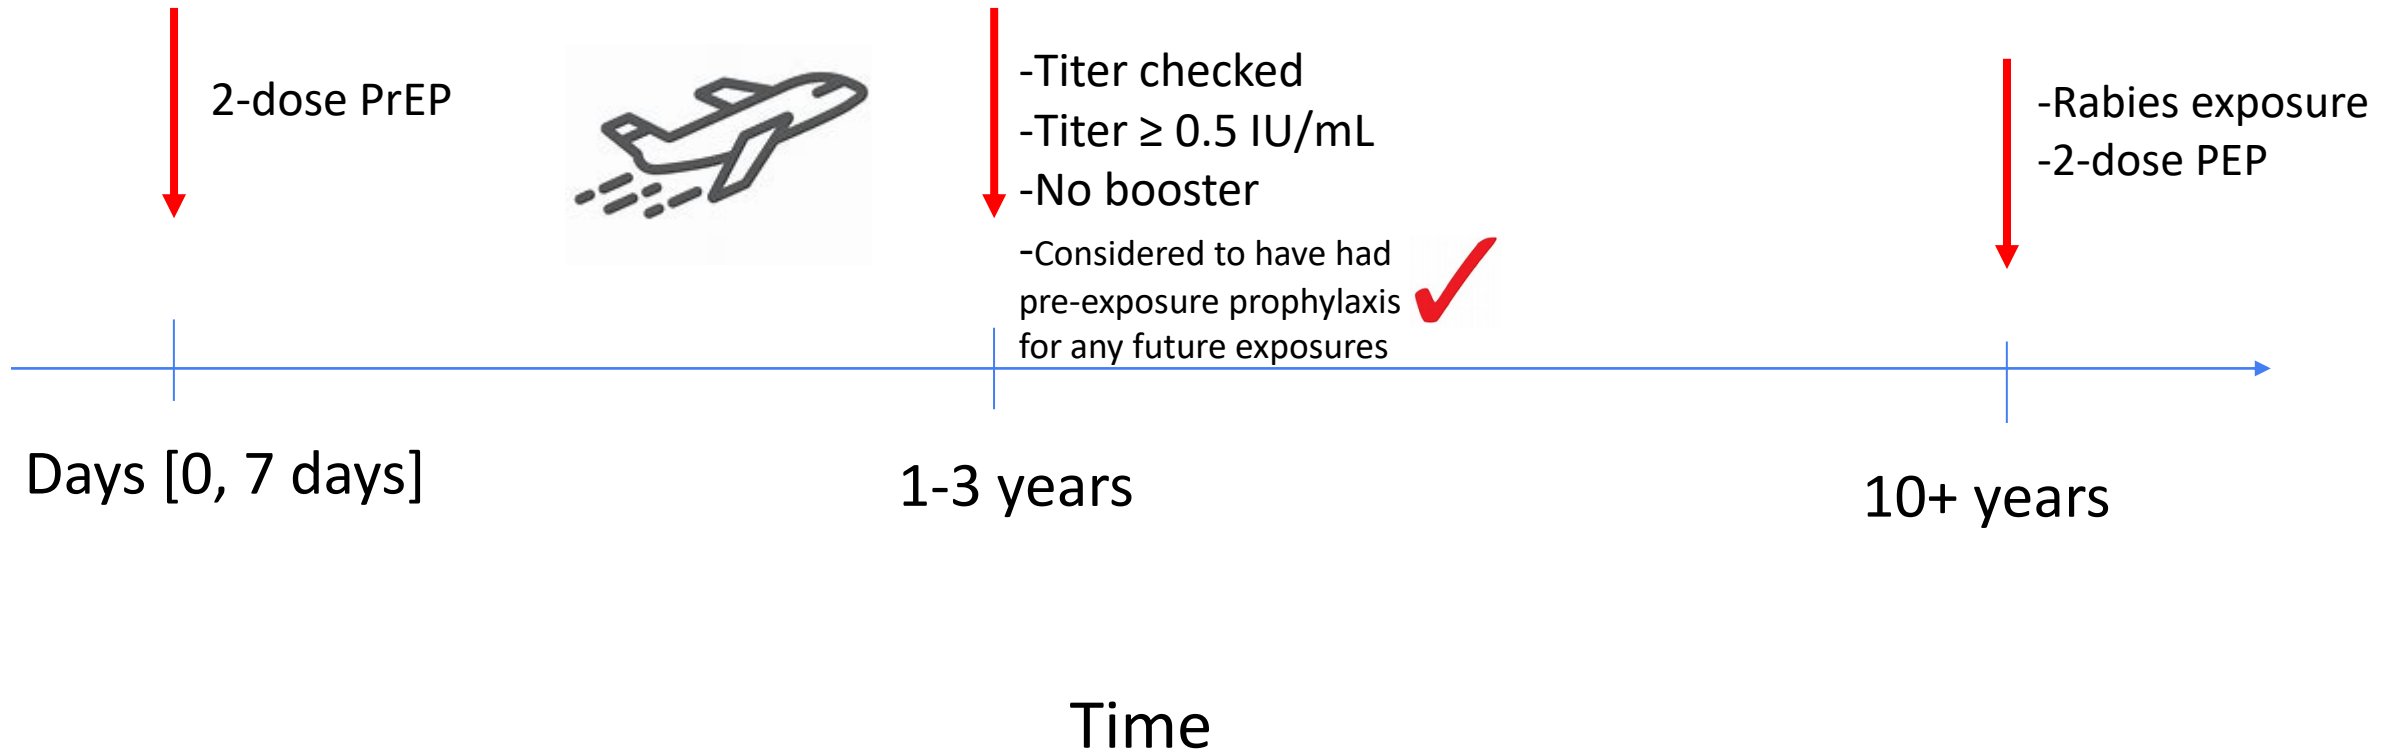 2-dose PrEP
-Titer checked
-Titer ≥ 0.5 IU/mL
-No booster
-Considered to have had
pre-exposure prophylaxis
for any future exposures
-Rabies exposure
-2-dose PEP
Days [0, 7 days]
1-3 years
10+ years
Time